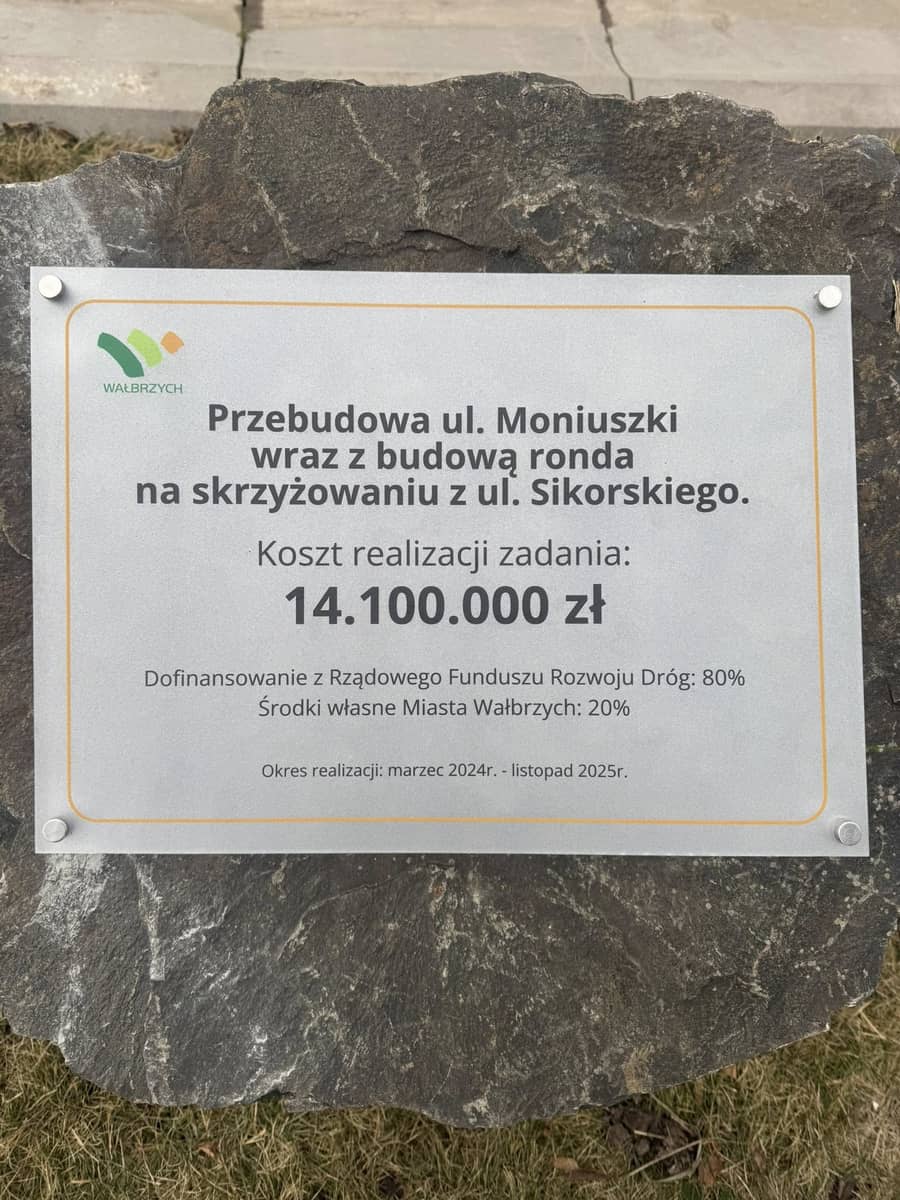 WAŁBRZYCH
Przebudowa ul. Moniuszki
wraz z budową ronda
na skrzyżowaniu z ul. Sikorskiego.
Koszt realizacji zadania:
14.100.000 zł
Dofinansowanie z Rządowego Funduszu Rozwoju Dróg: 80%
Środki własne Miasta Wałbrzych: 20%
Okres realizacji: marzec 2024r. - listopad 2025r.